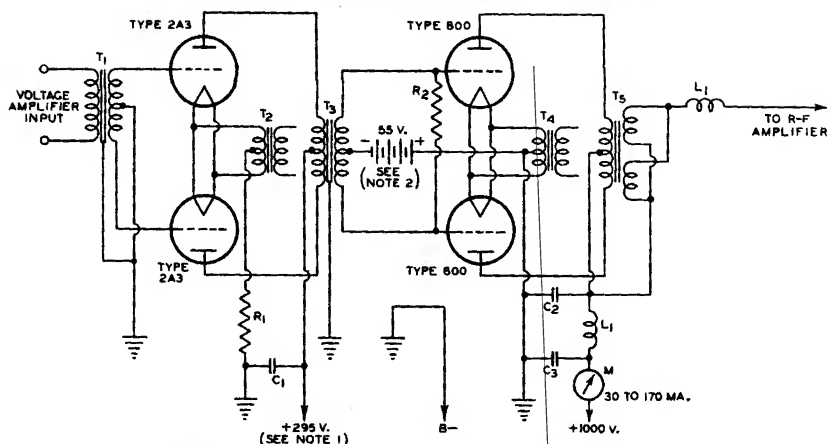 TYPE 2A3
TYPE 800
T1
VOLTAGE
AMPLIFIER
INPUT
T2
T3
R2
- 55 V. +
(SEE
NOTE 2)
T4
T5
L1
TO R-F
AMPLIFIER
TYPE
2A3
TYPE 800
R1
C1
C2
L1
C3
M
30 TO 170 MA.
+295 V.
(SEE NOTE 1)
B-
+1000 V.